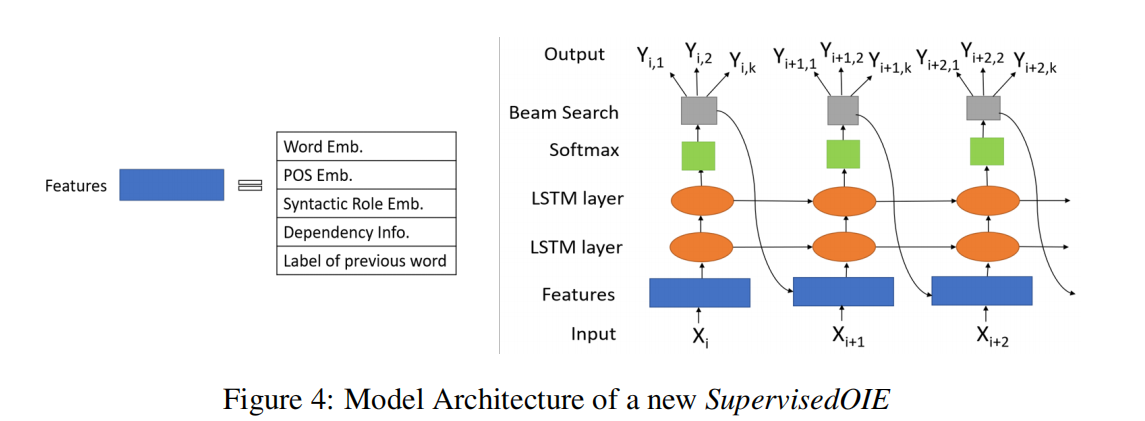 Features
Word Emb.
POS Emb.
Syntactic Role Emb.
Dependency Info.
Label of previous word
Output
Y_{i,1} Y_{i,2} Y_{i,k} Y_{i+1,1} Y_{i+1,2} Y_{i+1,k} Y_{i+2,1} Y_{i+2,2} Y_{i+2,k}
Beam Search
Softmax
LSTM layer
LSTM layer
Features
Input
X_i X_{i+1} X_{i+2}
Figure 4: Model Architecture of a new SupervisedOIE